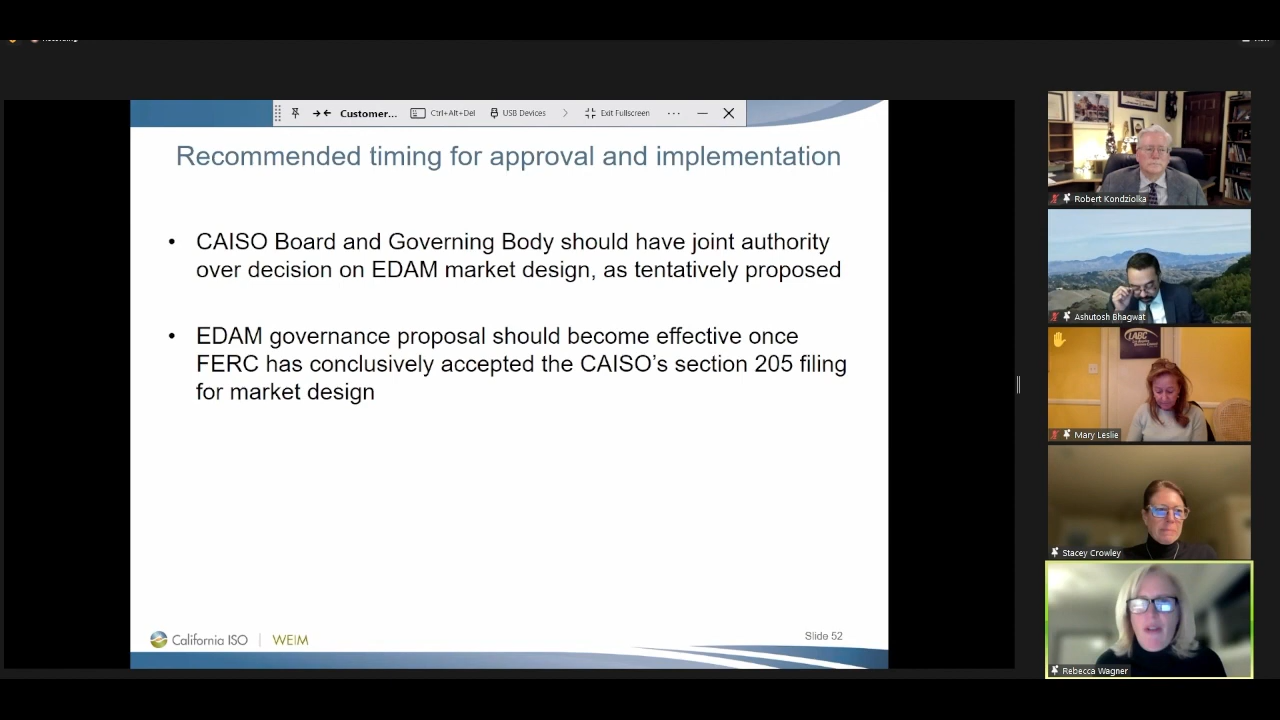 Customer...
Ctrl+Alt+Del
USB Devices
Exit Fullscreen
Recommended timing for approval and implementation
• CAISO Board and Governing Body should have joint authority
over decision on EDAM market design, as tentatively proposed
• EDAM governance proposal should become effective once
FERC has conclusively accepted the CAISO's section 205 filing
for market design
California ISO | WEIM
Slide 52
Robert Kondziolka
Ashutosh Bhagwat
LABC
Mary Leslie
Stacey Crowley
Rebecca Wagner